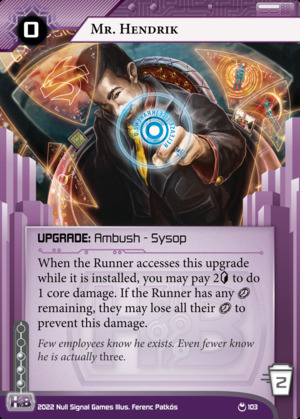 0
Mr. Hendrik
UPGRADE: Ambush - Sysop
When the Runner accesses this upgrade
while it is installed, you may pay 2 to do
1 core damage. If the Runner has any
remaining, they may lose all their to
prevent this damage.
Few employees know he exists. Even fewer know
he is actually three.
2
HB
2022 Null Signal Games Illus. Ferenc Patkós
103